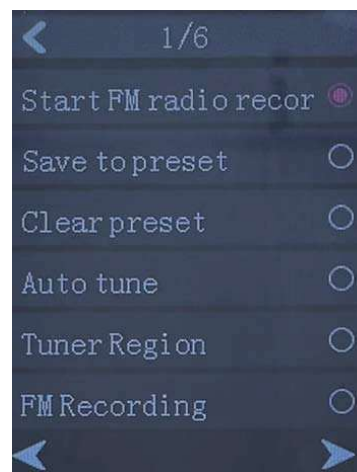 1/6
Start FM radio recor
Save to preset
Clear preset
Auto tune
Tuner Region
FM Recording